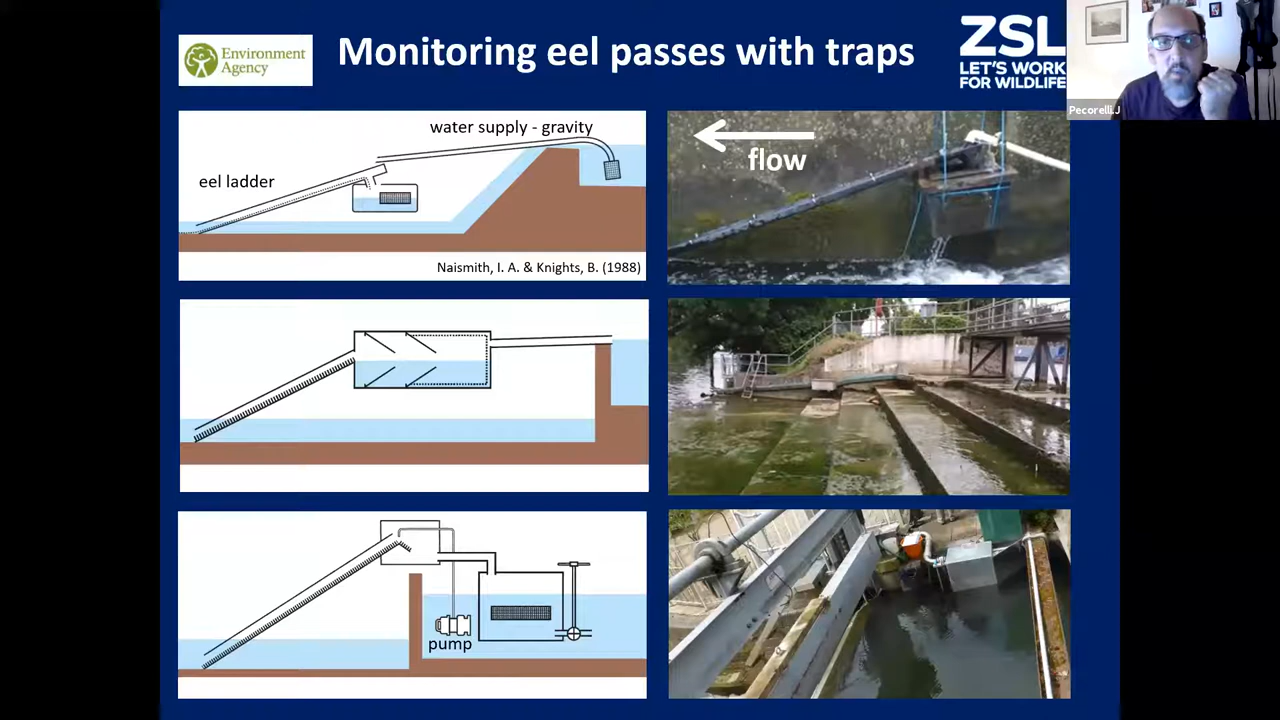 Environment
Agency
Monitoring eel passes with traps
ZSL
LET'S WORK
FOR WILDLIFE
Pecorelli.J
water supply - gravity
eel ladder
Naismith, I. A. & Knights, B. (1988)
flow
pump